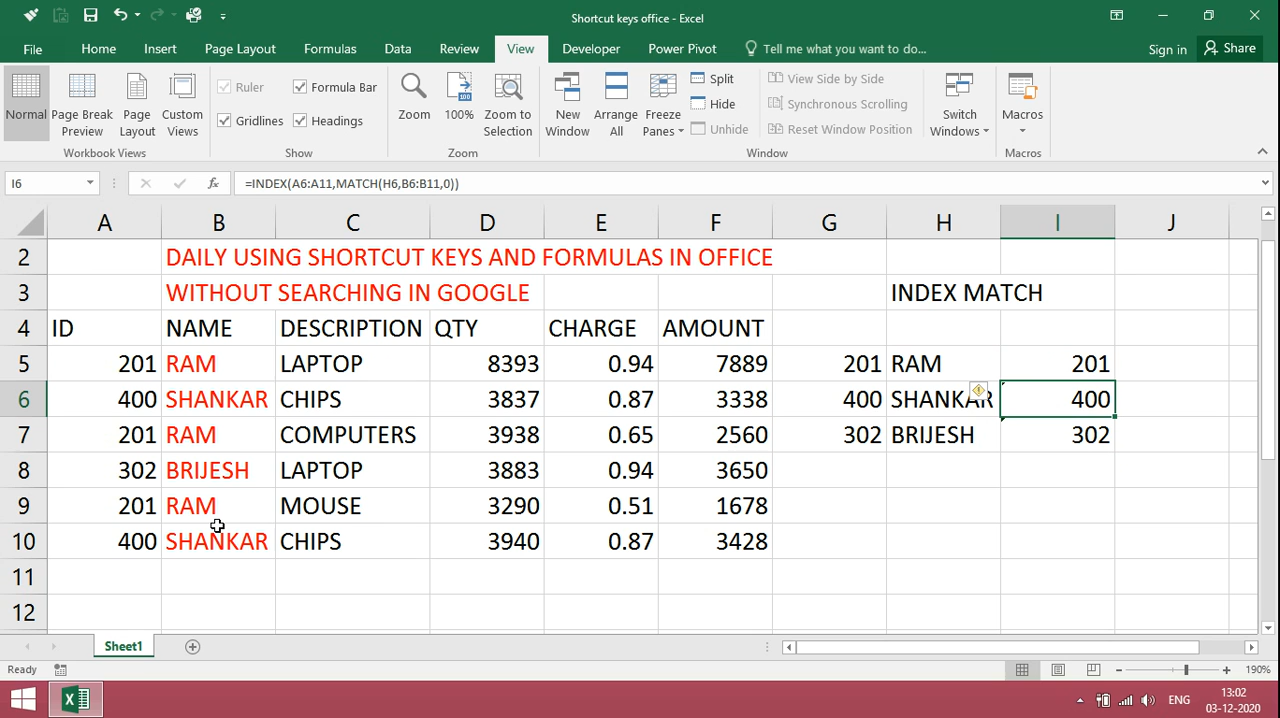 Shortcut keys office - Excel
File Home Insert Page Layout Formulas Data Review View Developer Power Pivot Tell me what you want to do... Sign in Share
Normal Page Break Preview Page Layout Custom Views
Ruler Formula Bar
Gridlines Headings
Zoom 100% Zoom to Selection
New Window Arrange All Freeze Panes
Split
Hide
Unhide
View Side by Side
Synchronous Scrolling
Reset Window Position
Switch Windows
Macros
Workbook Views Show Zoom Window Macros
I6 fx =INDEX(A6:A11,MATCH(H6,B6:B11,0))
A B C D E F G H I J
2 DAILY USING SHORTCUT KEYS AND FORMULAS IN OFFICE
3 WITHOUT SEARCHING IN GOOGLE INDEX MATCH
4 ID NAME DESCRIPTION QTY CHARGE AMOUNT
5 201 RAM LAPTOP 8393 0.94 7889 201 RAM 201
6 400 SHANKAR CHIPS 3837 0.87 3338 400 SHANKAR 400
7 201 RAM COMPUTERS 3938 0.65 2560 302 BRIJESH 302
8 302 BRIJESH LAPTOP 3883 0.94 3650
9 201 RAM MOUSE 3290 0.51 1678
10 400 SHANKAR CHIPS 3940 0.87 3428
11
12
Sheet1
Ready 190%
ENG 13:02
03-12-2020